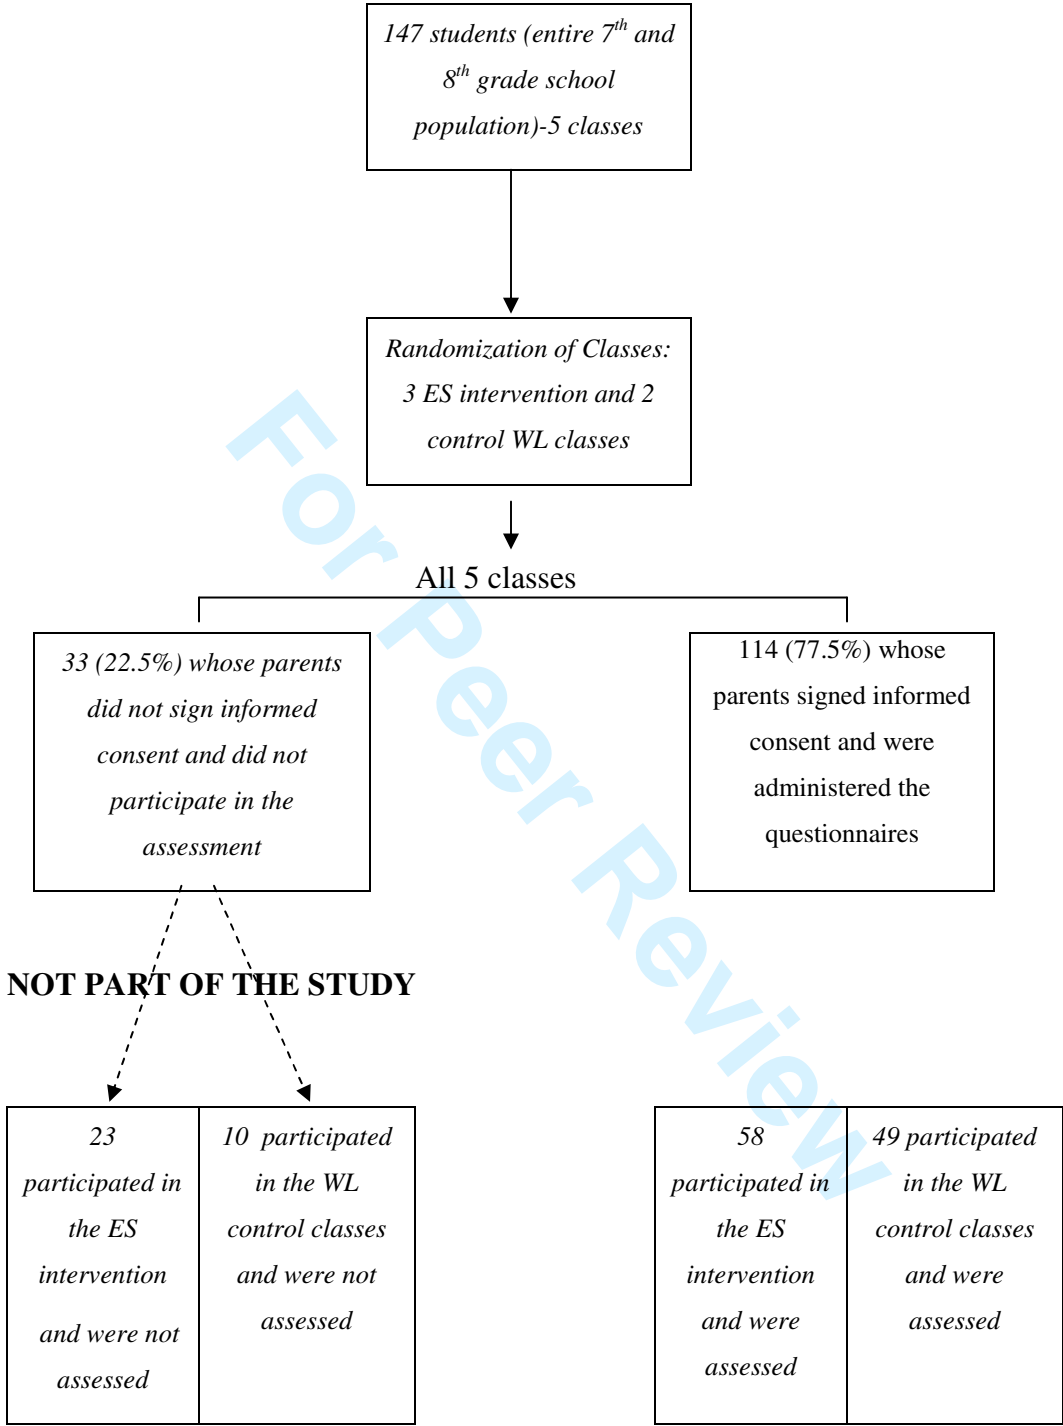 147 students (entire 7th and
8th grade school
population)-5 classes
Randomization of Classes:
3 ES intervention and 2
control WL classes
All 5 classes
33 (22.5%) whose parents
did not sign informed
consent and did not
participate in the
assessment
114 (77.5%) whose
parents signed informed
consent and were
administered the
questionnaires
NOT PART OF THE STUDY
23
participated in
the ES
intervention
and were not
assessed
10 participated
in the WL
control classes
and were not
assessed
58
participated in
the ES
intervention
and were
assessed
49 participated
in the WL
control classes
and were
assessed
For Peer Review